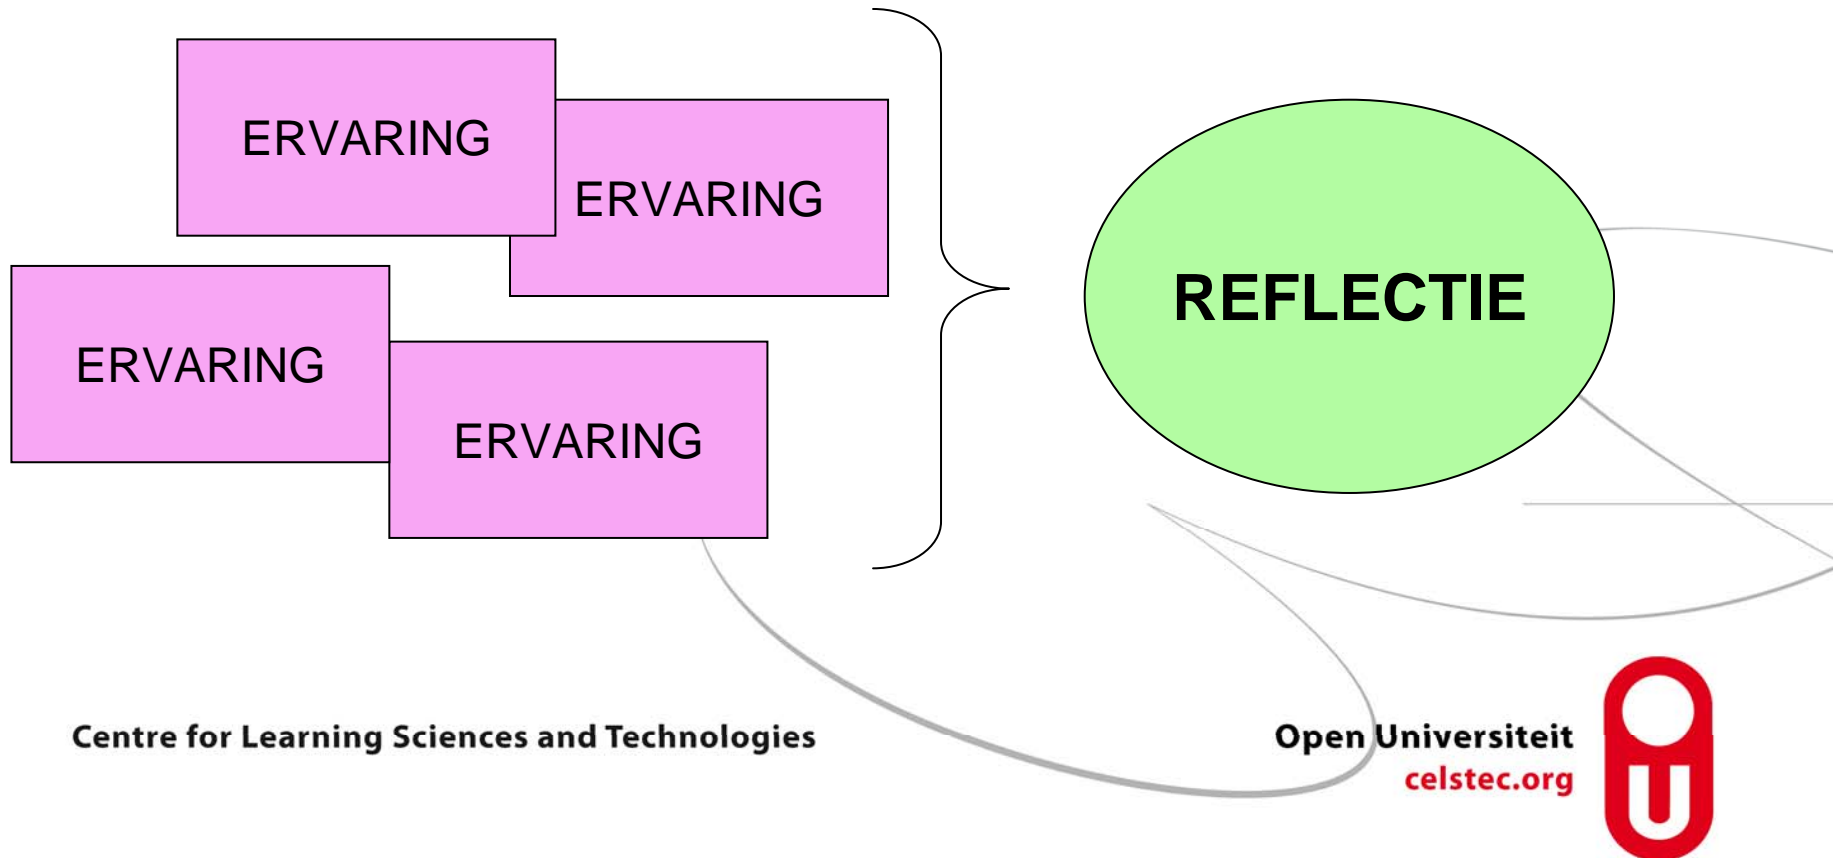 ERVARING
ERVARING
ERVARING
ERVARING
REFLECTIE
Centre for Learning Sciences and Technologies
Open Universiteit
celstec.org
U